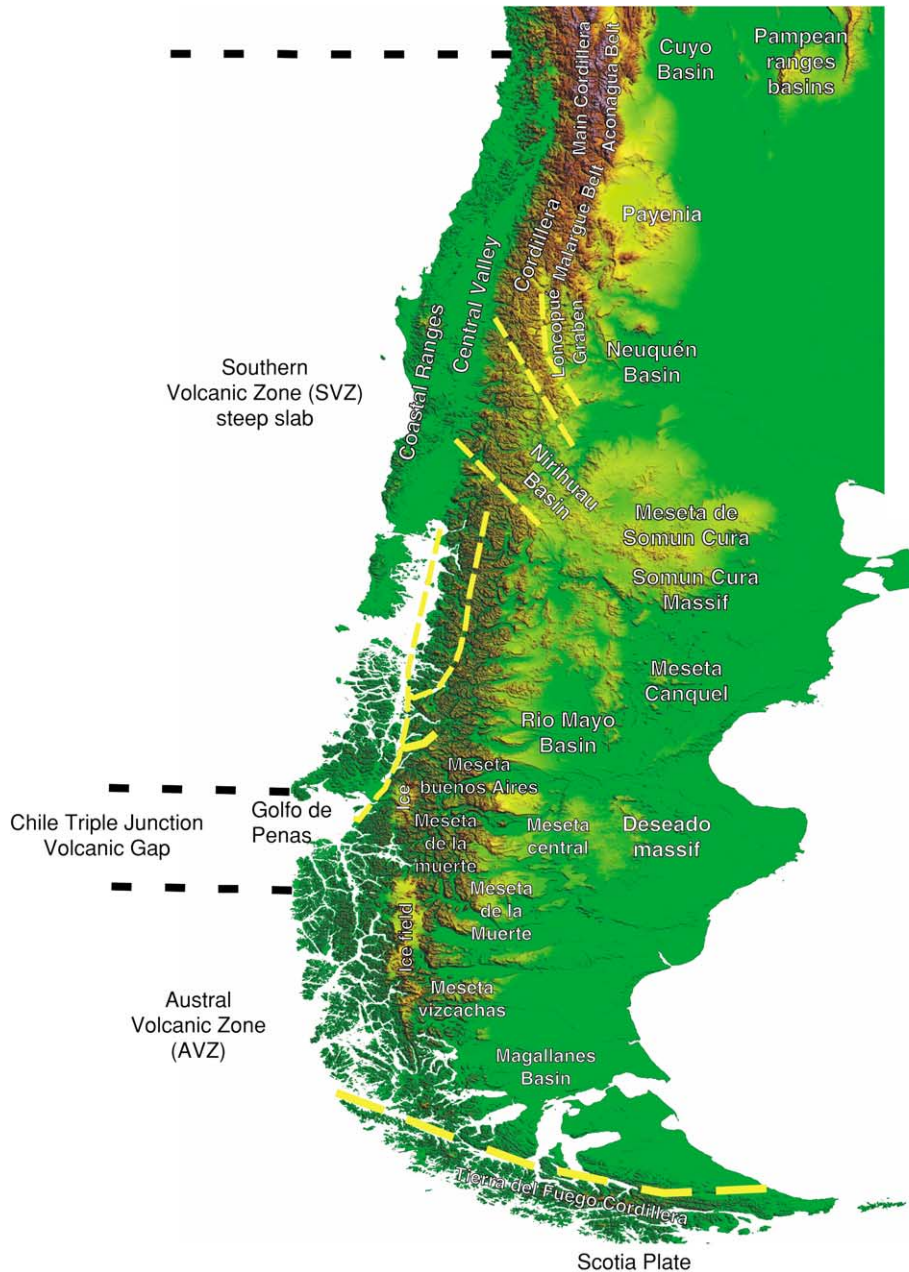 Cuyo
Basin
Pampean
ranges
basins
Main Cordillera
Aconagua Belt
Payenia
Cordillera
Malargue Belt
Central Valley
Coastal Ranges
Loncopue
Graben
Neuquén
Basin
Southern
Volcanic Zone (SVZ)
steep slab
Nirihuau
Basin
Meseta de
Somun Cura
Somun Cura
Massif
Meseta
Canquel
Rio Mayo
Basin
Meseta
buenos Aires
Ice
Golfo de
Penas
Chile Triple Junction
Volcanic Gap
Meseta
de la
muerte
Meseta
central
Deseado
massif
Meseta
de la
Muerte
Ice field
Meseta
vizcachas
Austral
Volcanic Zone
(AVZ)
Magallanes
Basin
Tierra del Fuego Cordillera
Scotia Plate